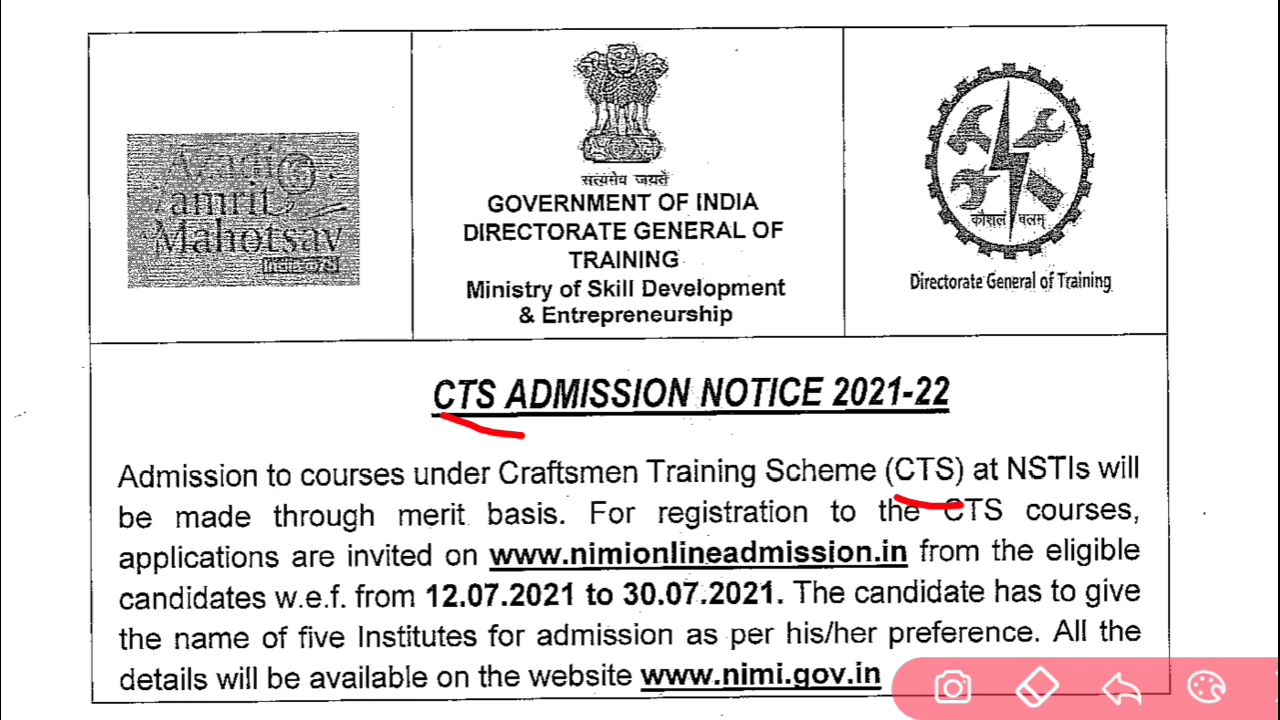 Azadi
ka
amrit
Mahotsav
सत्यमेव जयते
GOVERNMENT OF INDIA
DIRECTORATE GENERAL OF
TRAINING
Ministry of Skill Development
& Entrepreneurship
कौशलं बलम्
Directorate General of Training
CTS ADMISSION NOTICE 2021-22
Admission to courses under Craftsmen Training Scheme (CTS) at NSTIs will
be made through merit basis. For registration to the CTS courses,
applications are invited on www.nimionlineadmission.in from the eligible
candidates w.e.f. from 12.07.2021 to 30.07.2021. The candidate has to give
the name of five Institutes for admission as per his/her preference. All the
details will be available on the website www.nimi.gov.in